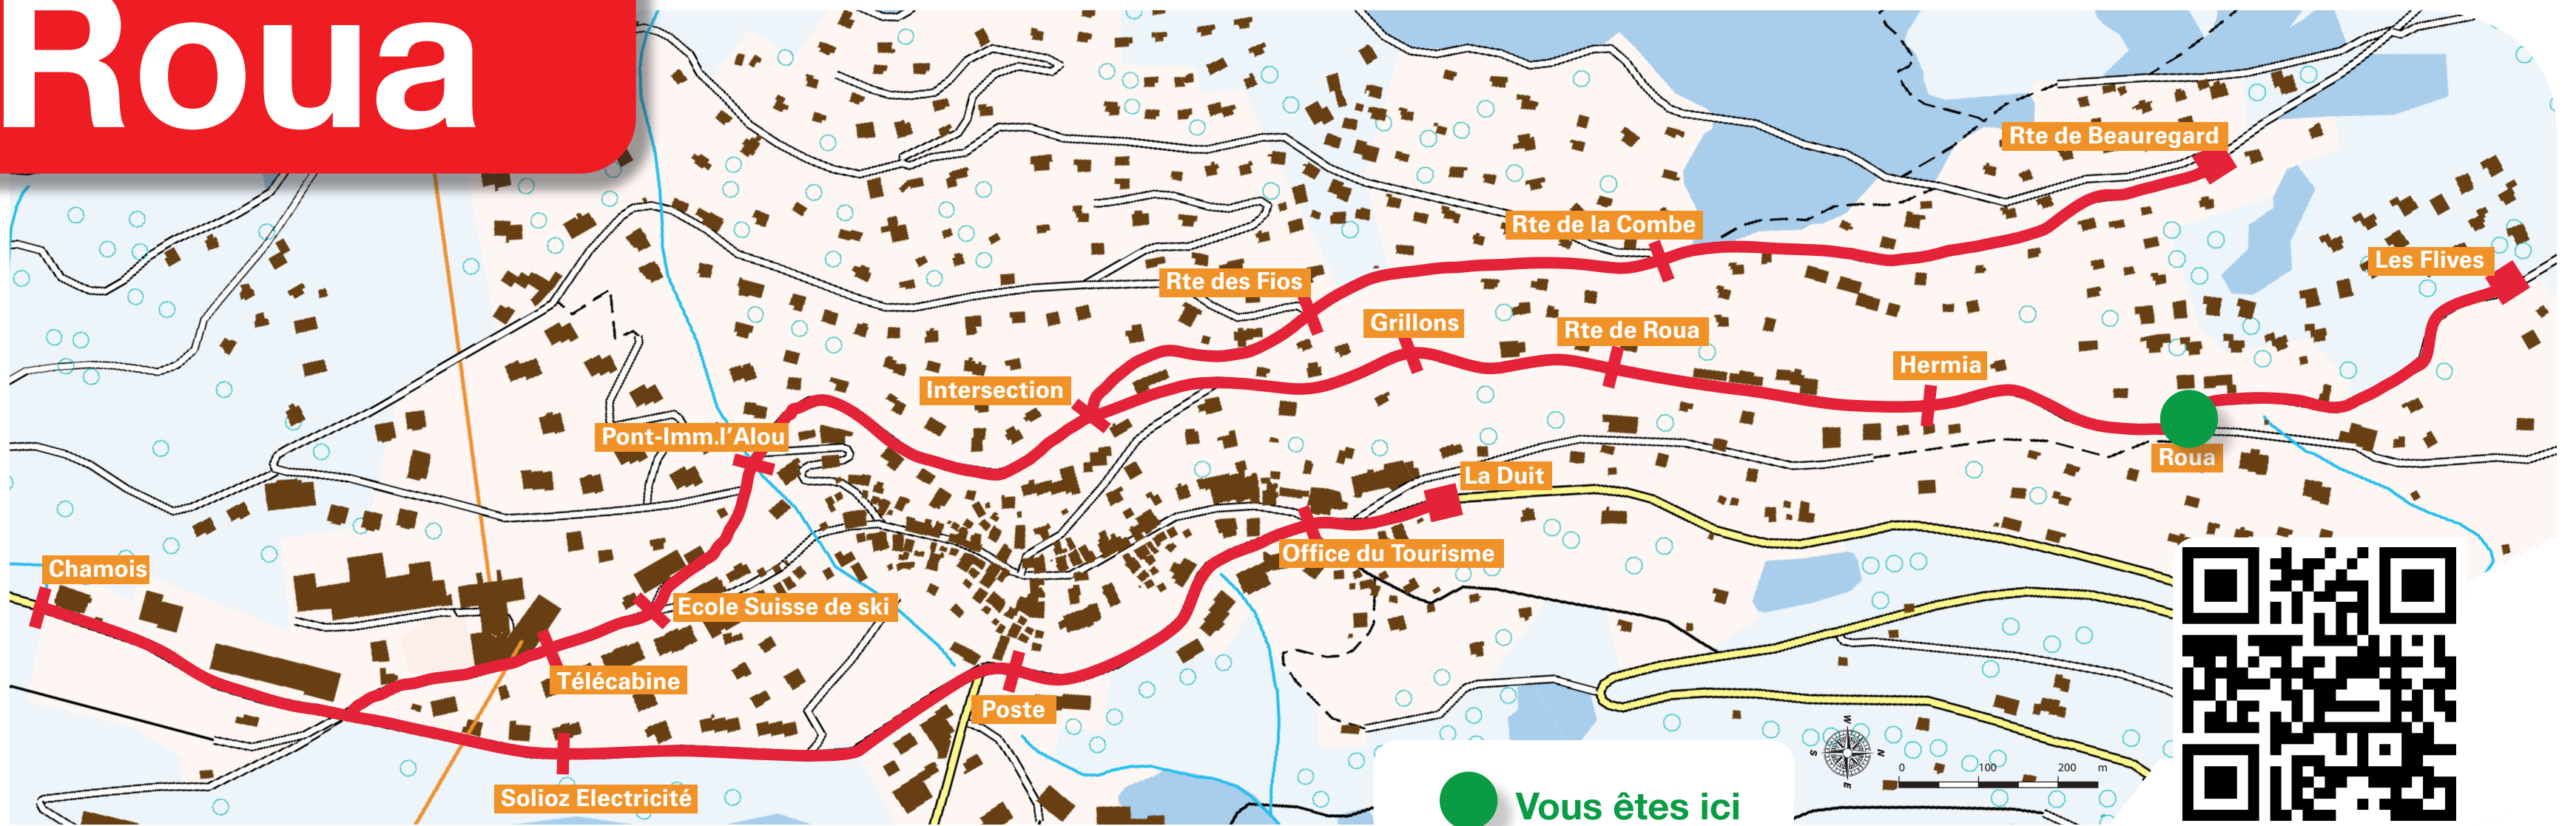 Roua
Rte de Beauregard
Rte de la Combe
Les Flives
Rte des Fios
Grillons
Rte de Roua
Hermia
Intersection
Pont-Imm.l'Alou
Roua
La Duit
Office du Tourisme
Chamois
Ecole Suisse de ski
Télécabine
Poste
Solioz Electricité
W
N
S
E
0 100 200 m
Vous êtes ici